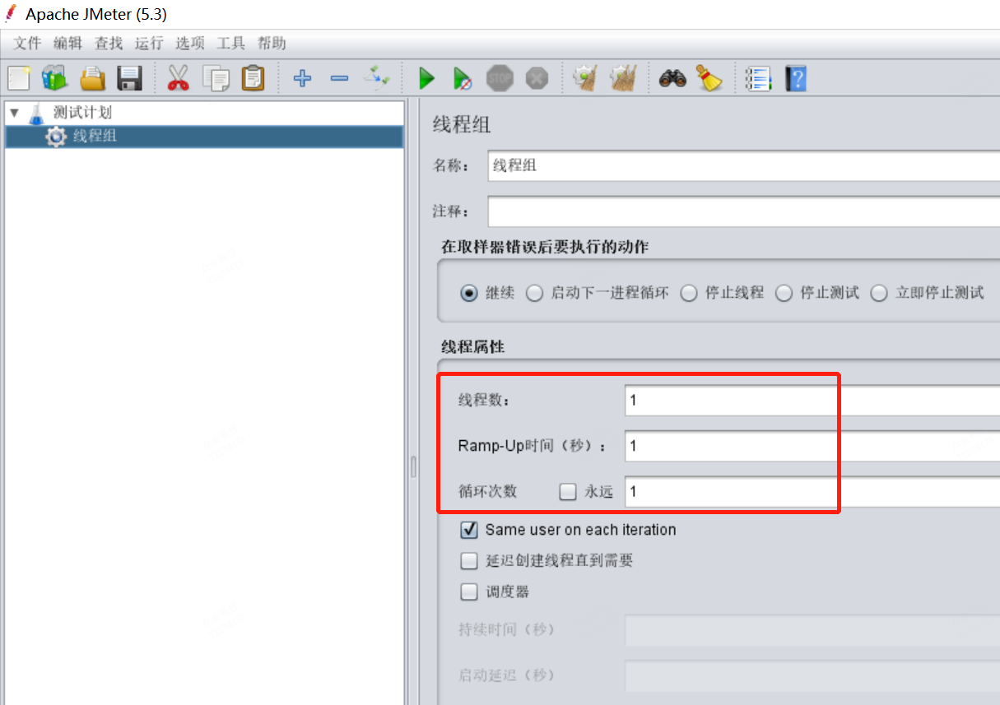 Apache JMeter (5.3)
文件 编辑 查找 运行 选项 工具 帮助
STOP
测试计划
线程组
线程组
名称： 线程组
注释：
在取样器错误后要执行的动作
继续 启动下一进程循环 停止线程 停止测试 立即停止测试
线程属性
线程数： 1
Ramp-Up时间（秒）： 1
循环次数 永远 1
Same user on each iteration
延迟创建线程直到需要
调度器
持续时间（秒）
启动延迟（秒）